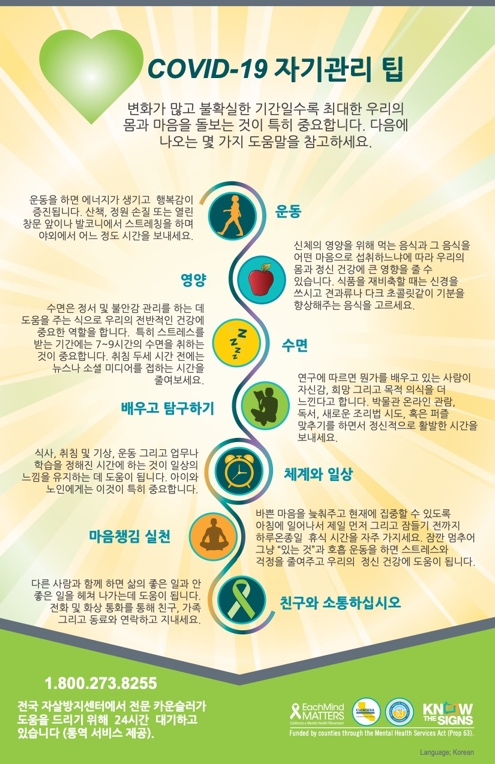 COVID-19 자기관리 팁
변화가 많고 불확실한 기간일수록 최대한 우리의
몸과 마음을 돌보는 것이 특히 중요합니다. 다음에
나오는 몇 가지 도움말을 참고하세요.
운동을 하면 에너지가 생기고 행복감이
증진됩니다. 산책, 정원 손질 또는 열린
창문 앞이나 발코니에서 스트레칭을 하며
야외에서 어느 정도 시간을 보내세요.
운동
신체의 영양을 위해 먹는 음식과 그 음식을
어떤 마음으로 섭취하느냐에 따라 우리의
몸과 정신 건강에 큰 영향을 줄 수
있습니다. 식품을 재비축할 때는 신경을
쓰시고 견과류나 다크 초콜릿같이 기분을
향상해주는 음식을 고르세요.
영양
수면은 정서 및 불안감 관리를 하는 데
도움을 주는 식으로 우리의 전반적인 건강에
중요한 역할을 합니다. 특히 스트레스를
받는 기간에는 7~9시간의 수면을 취하는
것이 중요합니다. 취침 두세 시간 전에는
뉴스나 소셜 미디어를 접하는 시간을
줄여보세요.
수면
z z z z
연구에 따르면 뭔가를 배우고 있는 사람이
자신감, 희망 그리고 목적 의식을 더
느낀다고 합니다. 박물관 온라인 관람,
독서, 새로운 조리법 시도, 혹은 퍼즐
맞추기를 하면서 정신적으로 활발한 시간을
보내세요.
배우고 탐구하기
식사, 취침 및 기상, 운동 그리고 업무나
학습을 정해진 시간에 하는 것이 일상의
느낌을 유지하는 데 도움이 됩니다. 아이와
노인에게는 이것이 특히 중요합니다.
체계와 일상
바쁜 마음을 늦춰주고 현재에 집중할 수 있도록
아침에 일어나서 제일 먼저 그리고 잠들기 전까지
하루온종일 휴식 시간을 자주 가지세요. 잠깐 멈추어
그냥 "있는 것"과 호흡 운동을 하면 스트레스와
걱정을 줄여주고 우리의 정신 건강에 도움이 됩니다.
마음챙김 실천
다른 사람과 함께 하면 삶의 좋은 일과 안
좋은 일을 헤쳐 나가는데 도움이 됩니다.
전화 및 화상 통화를 통해 친구, 가족
그리고 동료와 연락하고 지내세요.
친구와 소통하십시오
1.800.273.8255
전국 자살방지센터에서 전문 카운슬러가
도움을 드리기 위해 24시간 대기하고
있습니다 (통역 서비스 제공).
EachMind
MATTERS
California's Mental Health Movement
KNOW
THE SIGNS
Funded by counties through the Mental Health Services Act (Prop 63).
Language: Korean